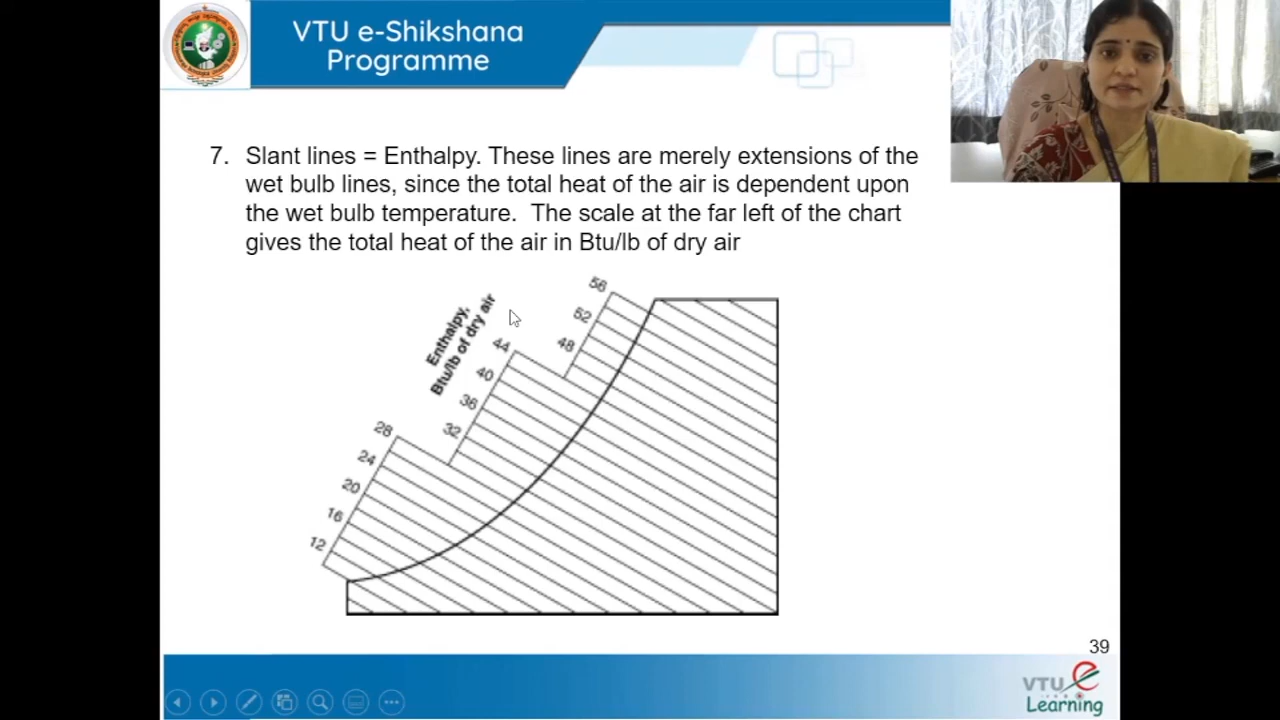 VTU e-Shikshana
Programme
7. Slant lines = Enthalpy. These lines are merely extensions of the
wet bulb lines, since the total heat of the air is dependent upon
the wet bulb temperature. The scale at the far left of the chart
gives the total heat of the air in Btu/lb of dry air
Enthalpy,
Btu/lb of dry air
56
52
48
44
40
36
32
28
24
20
16
12
39
VTU e
Learning